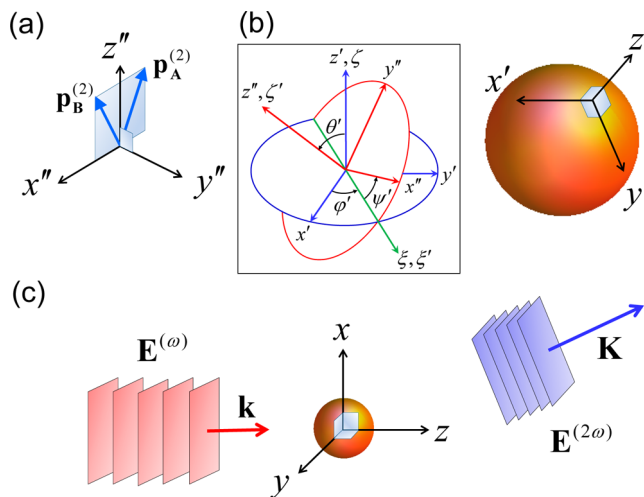 (a)
z″
p_A^(2)
p_B^(2)
x″
y″
(b)
z′, ζ
y″
z″, ζ′
θ′
x″
y′
φ′
ψ′
x′
ξ, ξ′
z
x′
y
(c)
E^(ω)
k
x
z
y
K
E^(2ω)